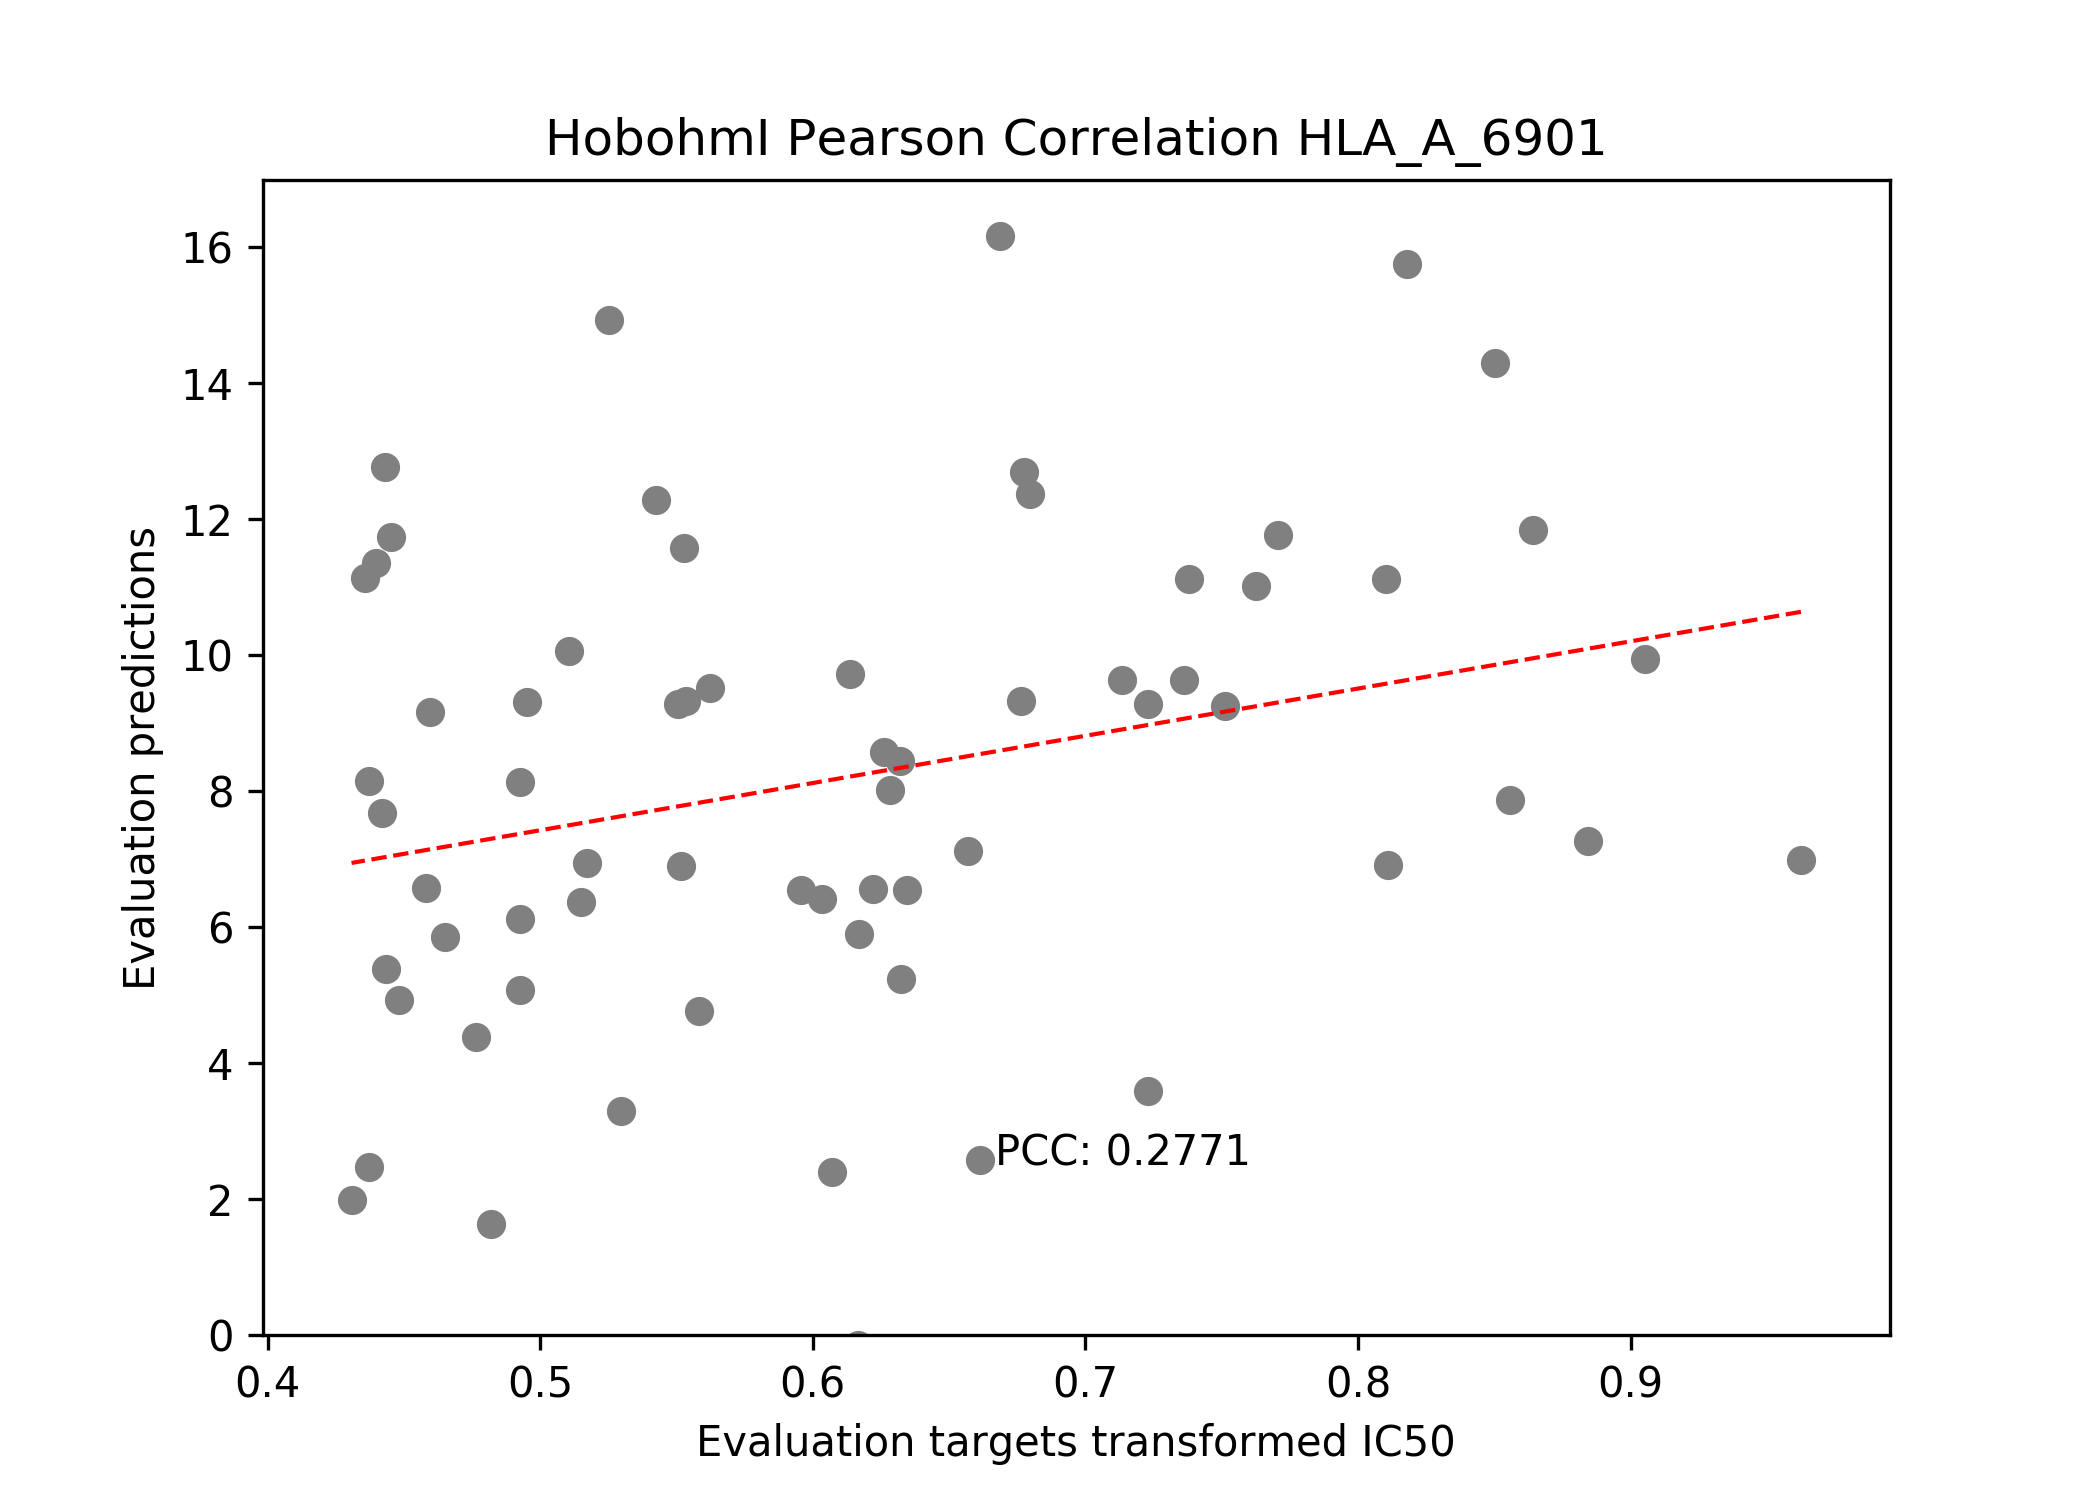 HobohmI Pearson Correlation HLA_A_6901
16
14
12
10
8
6
4
2
0
Evaluation predictions
PCC: 0.2771
0.4 0.5 0.6 0.7 0.8 0.9
Evaluation targets transformed IC50